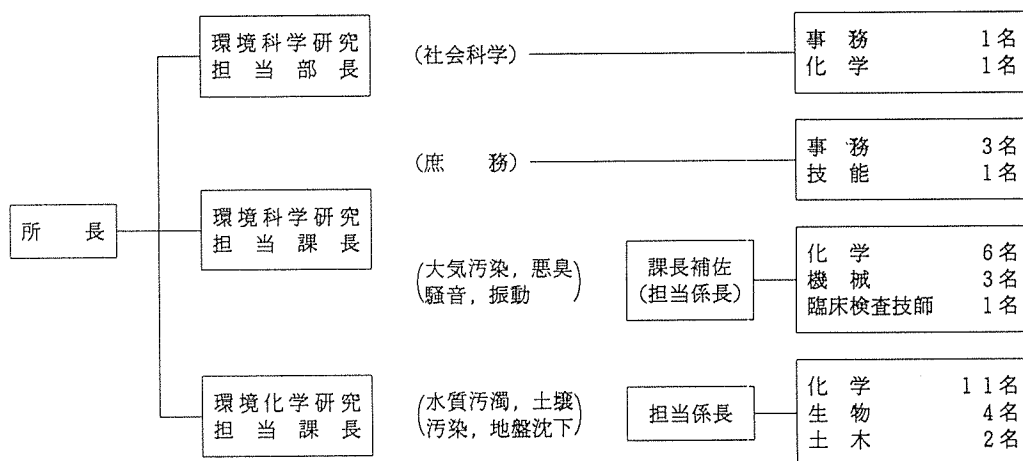 所長
環境科学研究
担当部長
(社会科学)
事務 1名
化学 1名
(庶務)
事務 3名
技能 1名
環境科学研究
担当課長
(大気汚染,悪臭
騒音,振動)
課長補佐
(担当係長)
化学 6名
機械 3名
臨床検査技師 1名
環境化学研究
担当課長
(水質汚濁,土壌
汚染,地盤沈下)
担当係長
化学 11名
生物 4名
土木 2名